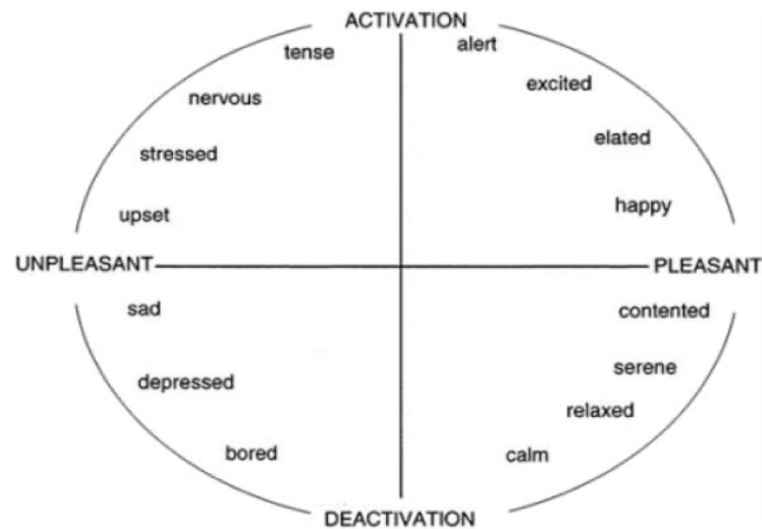 ACTIVATION
tense
alert
nervous
excited
stressed
elated
upset
happy
UNPLEASANT
PLEASANT
sad
contented
depressed
serene
relaxed
bored
calm
DEACTIVATION